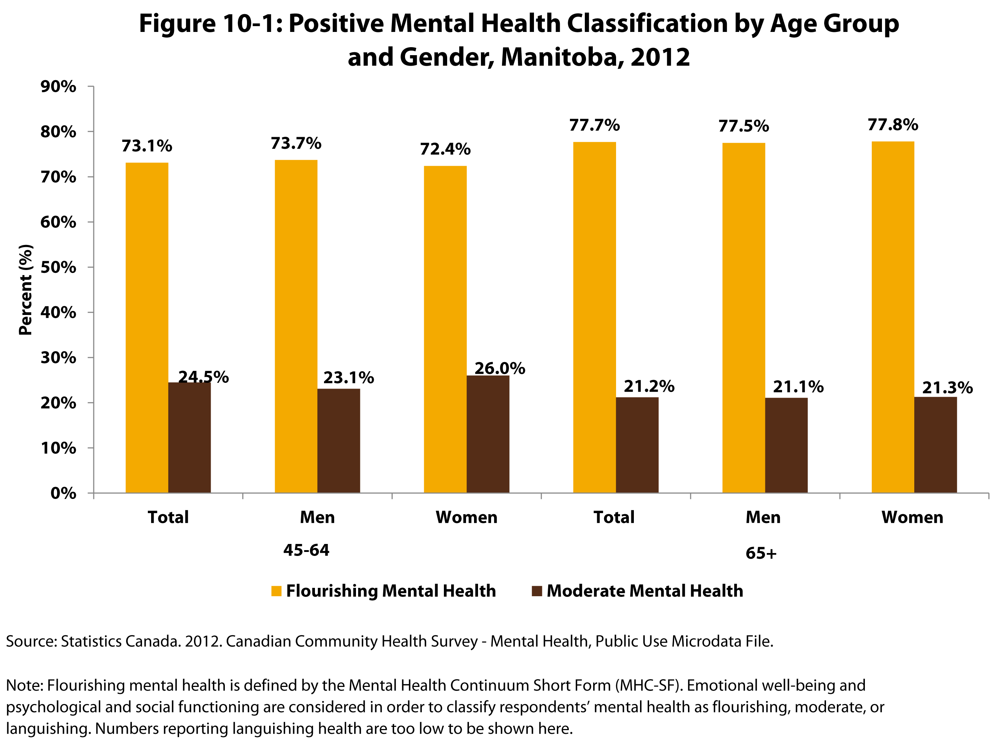 Figure 10-1: Positive Mental Health Classification by Age Group
and Gender, Manitoba, 2012
90%
80%
70%
60%
50%
40%
30%
20%
10%
0%
Percent (%)
73.1%
24.5%
73.7%
23.1%
72.4%
26.0%
77.7%
21.2%
77.5%
21.1%
77.8%
21.3%
Total Men Women Total Men Women
45-64 65+
Flourishing Mental Health Moderate Mental Health
Source: Statistics Canada. 2012. Canadian Community Health Survey - Mental Health, Public Use Microdata File.
Note: Flourishing mental health is defined by the Mental Health Continuum Short Form (MHC-SF). Emotional well-being and
psychological and social functioning are considered in order to classify respondents’ mental health as flourishing, moderate, or
languishing. Numbers reporting languishing health are too low to be shown here.